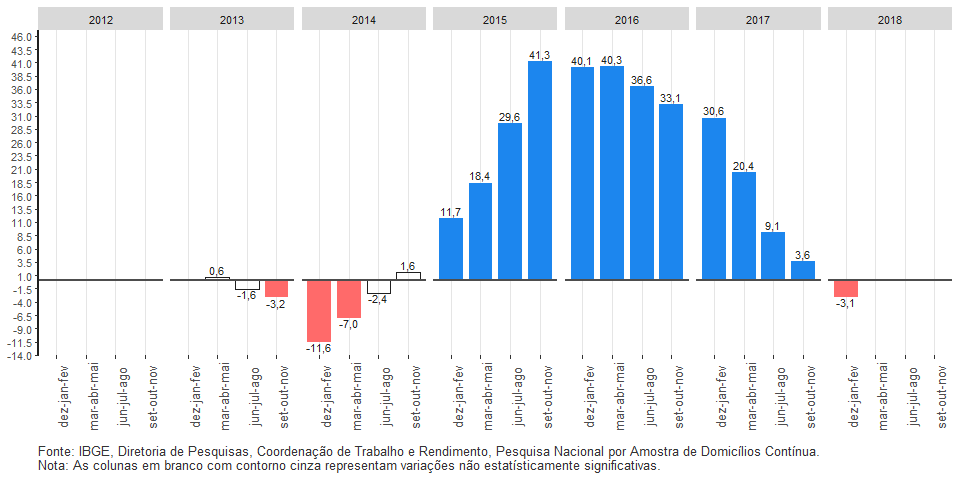 2012 2013 2014 2015 2016 2017 2018
46.0
43.5
41.0
38.5
36.0
33.5
31.0
28.5
26.0
23.5
21.0
18.5
16.0
13.5
11.0
8.5
6.0
3.5
1.0
-1.5
-4.0
-6.5
-9.0
-11.5
-14.0
0,6
-1,6
-3,2
-11,6
-7,0
-2,4
1,6
11,7
18,4
29,6
41,3
40,1
40,3
36,6
33,1
30,6
20,4
9,1
3,6
-3,1
dez-jan-fev
mar-abr-mai
jun-jul-ago
set-out-nov
dez-jan-fev
mar-abr-mai
jun-jul-ago
set-out-nov
dez-jan-fev
mar-abr-mai
jun-jul-ago
set-out-nov
dez-jan-fev
mar-abr-mai
jun-jul-ago
set-out-nov
dez-jan-fev
mar-abr-mai
jun-jul-ago
set-out-nov
dez-jan-fev
mar-abr-mai
jun-jul-ago
set-out-nov
dez-jan-fev
mar-abr-mai
jun-jul-ago
set-out-nov
Fonte: IBGE, Diretoria de Pesquisas, Coordenação de Trabalho e Rendimento, Pesquisa Nacional por Amostra de Domicílios Contínua.
Nota: As colunas em branco com contorno cinza representam variações não estatísticamente significativas.